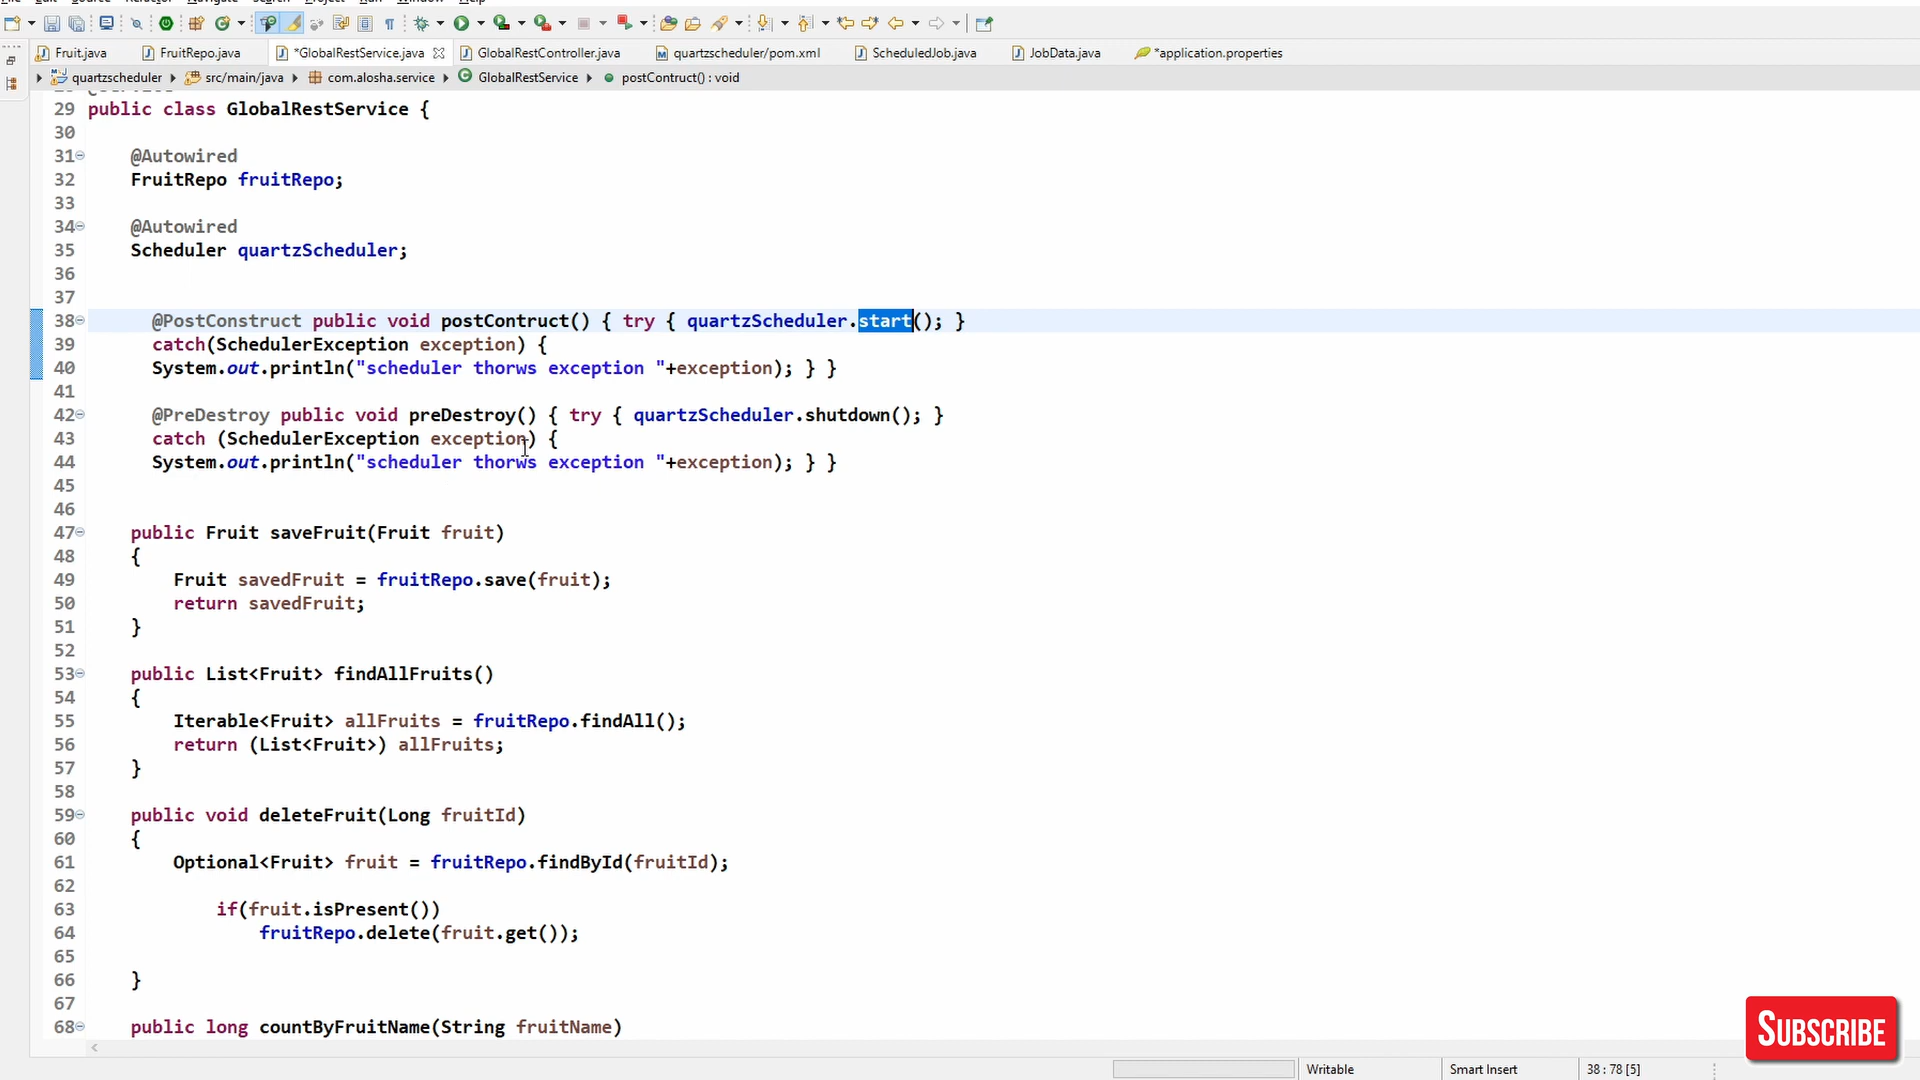 Fruit.java FruitRepo.java *GlobalRestService.java GlobalRestController.java quartzscheduler/pom.xml ScheduledJob.java JobData.java *application.properties
quartzscheduler src/main/java com.alosha.service GlobalRestService postContruct() : void
29 public class GlobalRestService {
30
31 @Autowired
32 FruitRepo fruitRepo;
33
34 @Autowired
35 Scheduler quartzScheduler;
36
37
38 @PostConstruct public void postContruct() { try { quartzScheduler.start(); }
39 catch(SchedulerException exception) {
40 System.out.println("scheduler thorws exception "+exception); } }
41
42 @PreDestroy public void preDestroy() { try { quartzScheduler.shutdown(); }
43 catch (SchedulerException exception) {
44 System.out.println("scheduler thorws exception "+exception); } }
45
46
47 public Fruit saveFruit(Fruit fruit)
48 {
49 Fruit savedFruit = fruitRepo.save(fruit);
50 return savedFruit;
51 }
52
53 public List<Fruit> findAllFruits()
54 {
55 Iterable<Fruit> allFruits = fruitRepo.findAll();
56 return (List<Fruit>) allFruits;
57 }
58
59 public void deleteFruit(Long fruitId)
60 {
61 Optional<Fruit> fruit = fruitRepo.findById(fruitId);
62
63 if(fruit.isPresent())
64 fruitRepo.delete(fruit.get());
65
66 }
67
68 public long countByFruitName(String fruitName)
SUBSCRIBE
Writable Smart Insert 38 : 78 [5]